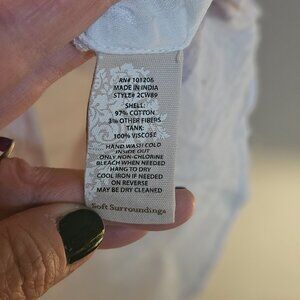 RN# 101206
MADE IN INDIA
STYLE# 2CW89
SHELL:
97% COTTON
3% OTHER FIBERS
TANK:
100% VISCOSE
HAND WASH COLD
INSIDE OUT
ONLY NON-CHLORINE
BLEACH WHEN NEEDED
HANG TO DRY
COOL IRON IF NEEDED
ON REVERSE
MAY BE DRY CLEANED
Soft Surroundings